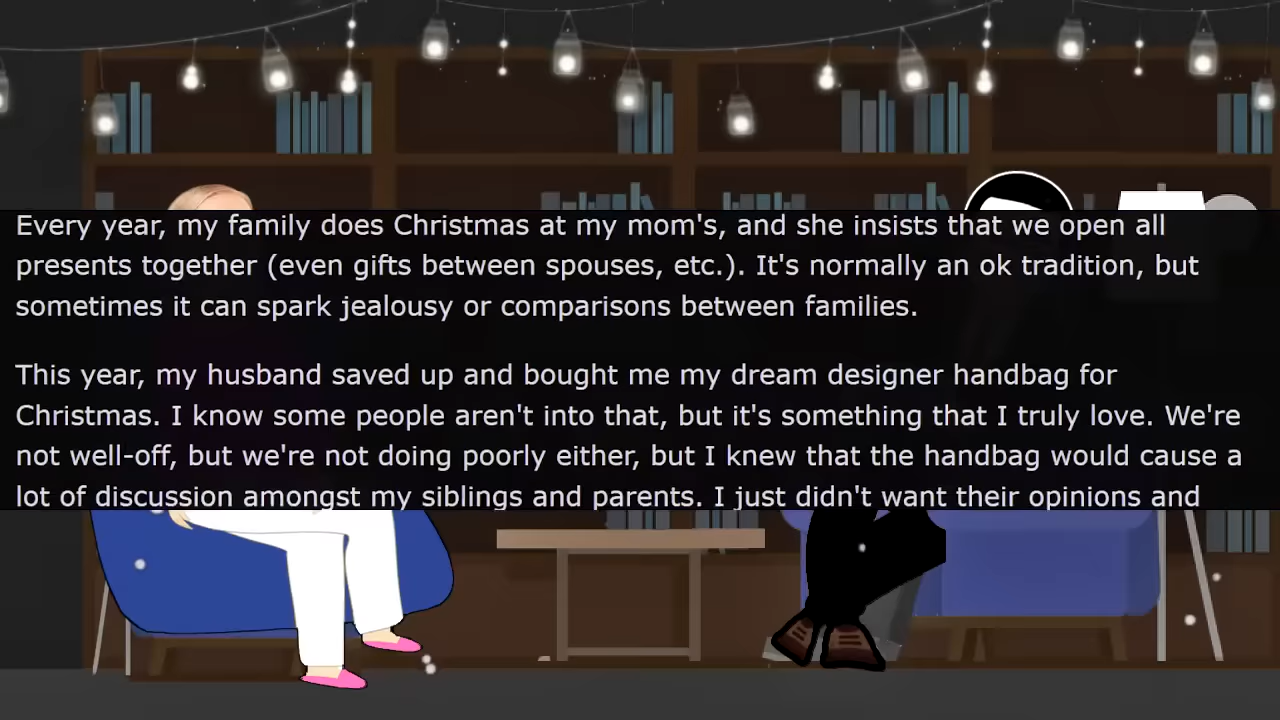 Every year, my family does Christmas at my mom's, and she insists that we open all
presents together (even gifts between spouses, etc.). It's normally an ok tradition, but
sometimes it can spark jealousy or comparisons between families.
This year, my husband saved up and bought me my dream designer handbag for
Christmas. I know some people aren't into that, but it's something that I truly love. We're
not well-off, but we're not doing poorly either, but I knew that the handbag would cause a
lot of discussion amongst my siblings and parents. I just didn't want their opinions and